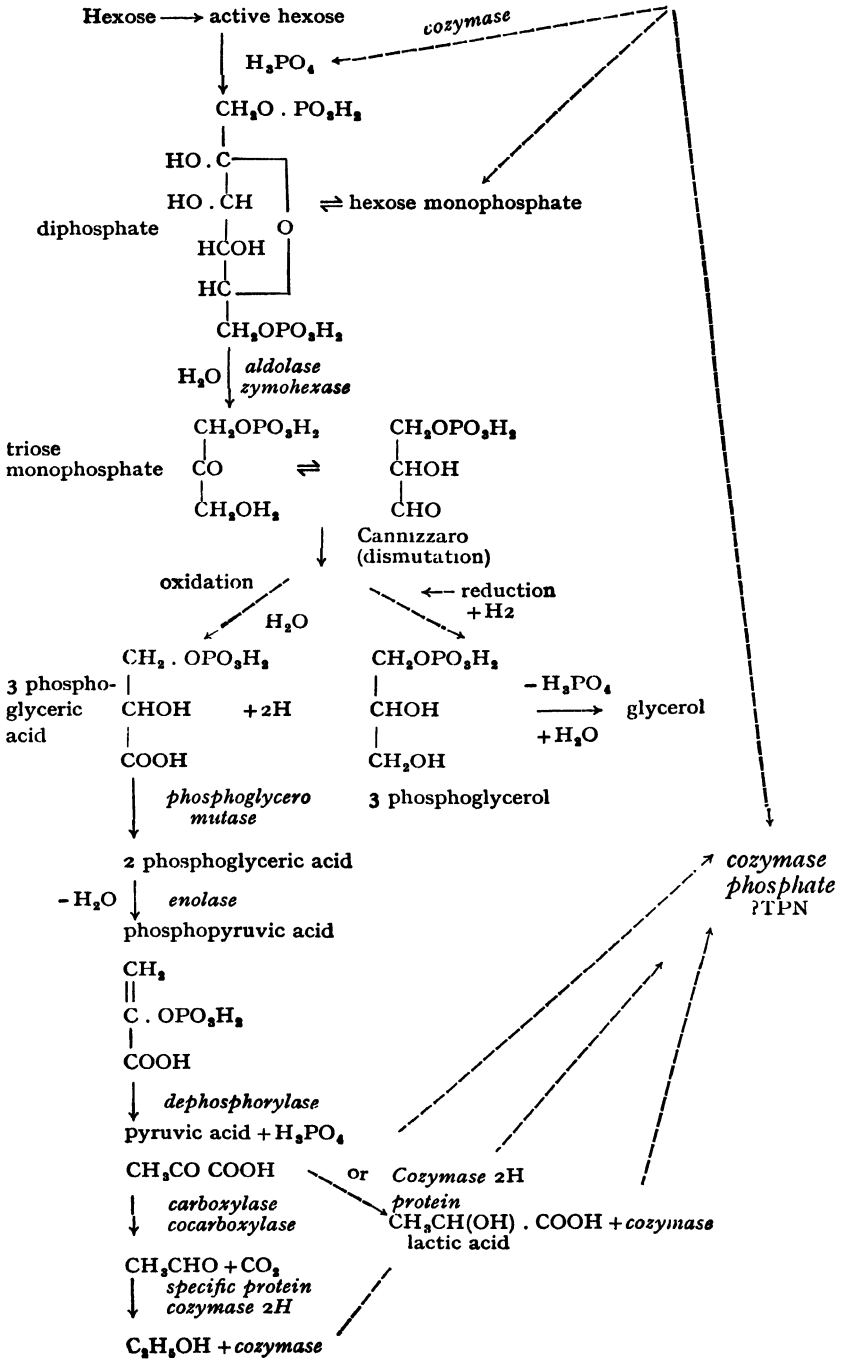 Hexose → active hexose
cozymase
H₃PO₄
CH₂O . PO₃H₂
HO . C
HO . CH
⇌ hexose monophosphate
diphosphate
O
HCOH
HC
CH₂OPO₃H₂
H₂O
aldolase
zymohexase
CH₂OPO₃H₂
CH₂OPO₃H₂
triose
monophosphate
CO
⇌
CHOH
CH₂OH₂
CHO
Cannizzaro
(dismutation)
oxidation
reduction
+H2
H₂O
CH₂ . OPO₃H₂
CH₂OPO₃H₂
3 phospho-
glyceric
acid
CHOH
+2H
CHOH
−H₃PO₄
+H₂O
glycerol
COOH
CH₂OH
phosphoglycero
mutase
3 phosphoglycerol
2 phosphoglyceric acid
cozymase
phosphate
?TPN
−H₂O
enolase
phosphopyruvic acid
CH₂
C . OPO₃H₂
COOH
dephosphorylase
pyruvic acid + H₃PO₄
CH₃CO COOH
or
Cozymase 2H
protein
carboxylase
cocarboxylase
CH₃CH(OH) . COOH + cozymase
lactic acid
CH₃CHO + CO₂
specific protein
cozymase 2H
C₂H₅OH + cozymase